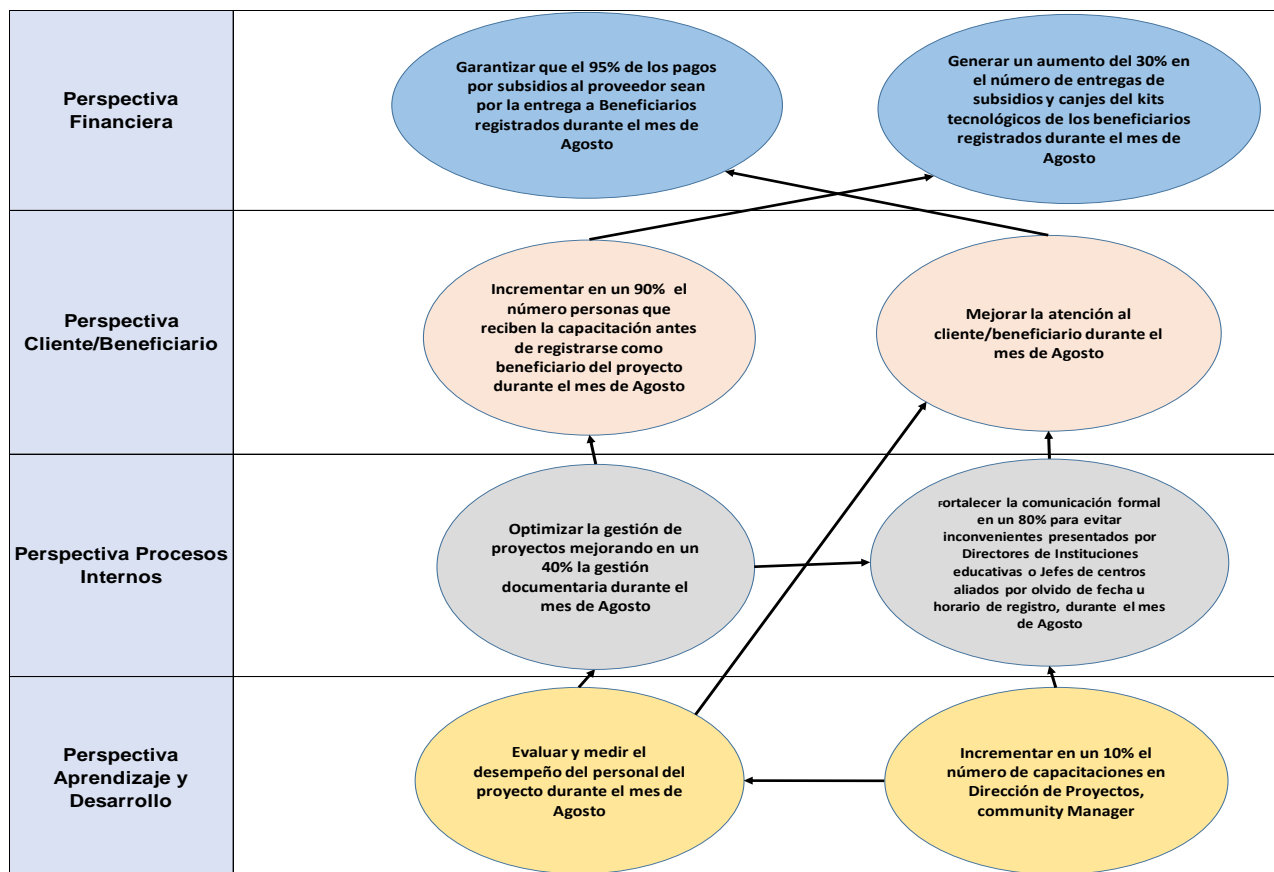 Perspectiva
Financiera
Garantizar que el 95% de los pagos
por subsidios al proveedor sean
por la entrega a Beneficiarios
registrados durante el mes de
Agosto
Generar un aumento del 30% en
el número de entregas de
subsidios y canjes del kits
tecnológicos de los beneficiarios
registrados durante el mes de
Agosto
Perspectiva
Cliente/Beneficiario
Incrementar en un 90% el
número personas que
reciben la capacitación antes
de registrarse como
beneficiario del proyecto
durante el mes de Agosto
Mejorar la atención al
cliente/beneficiario durante el
mes de Agosto
Perspectiva Procesos
Internos
Optimizar la gestión de
proyectos mejorando en un
40% la gestión
documentaria durante el
mes de Agosto
Fortalecer la comunicación formal
en un 80% para evitar
inconvenientes presentados por
Directores de Instituciones
educativas o Jefes de centros
aliados por olvido de fecha u
horario de registro, durante el mes
de Agosto
Perspectiva
Aprendizaje y
Desarrollo
Evaluar y medir el
desempeño del personal del
proyecto durante el mes de
Agosto
Incrementar en un 10% el
número de capacitaciones en
Dirección de Proyectos,
community Manager